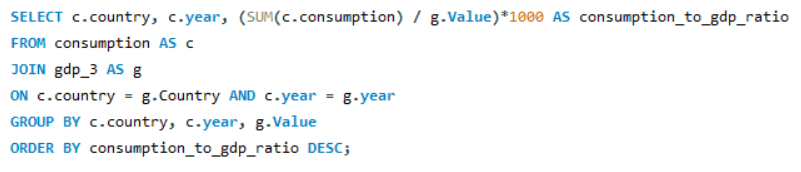 SELECT c.country, c.year, (SUM(c.consumption) / g.Value)*1000 AS consumption_to_gdp_ratio
FROM consumption AS c
JOIN gdp_3 AS g
ON c.country = g.Country AND c.year = g.year
GROUP BY c.country, c.year, g.Value
ORDER BY consumption_to_gdp_ratio DESC;